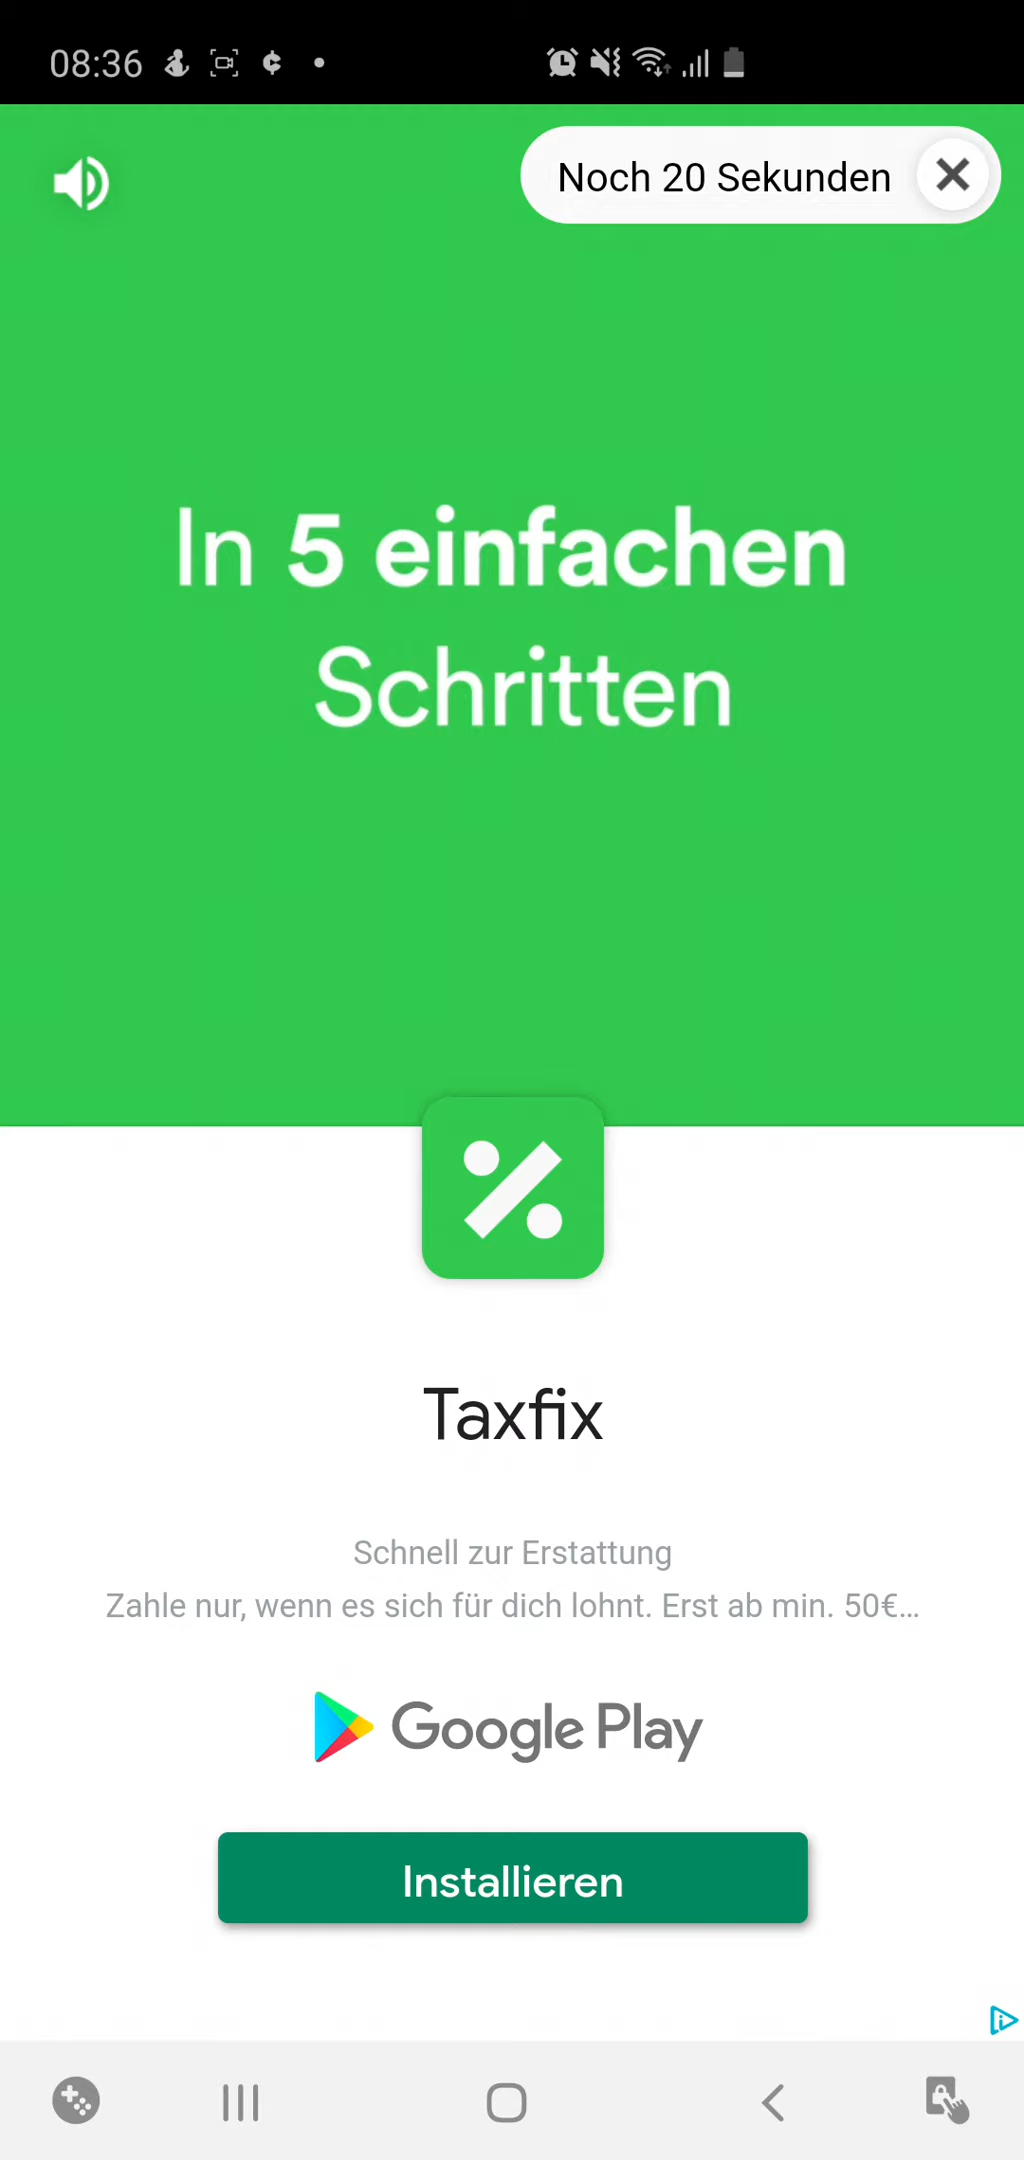 08:36
Noch 20 Sekunden
In 5 einfachen
Schritten
Taxfix
Schnell zur Erstattung
Zahle nur, wenn es sich für dich lohnt. Erst ab min. 50€...
Google Play
Installieren